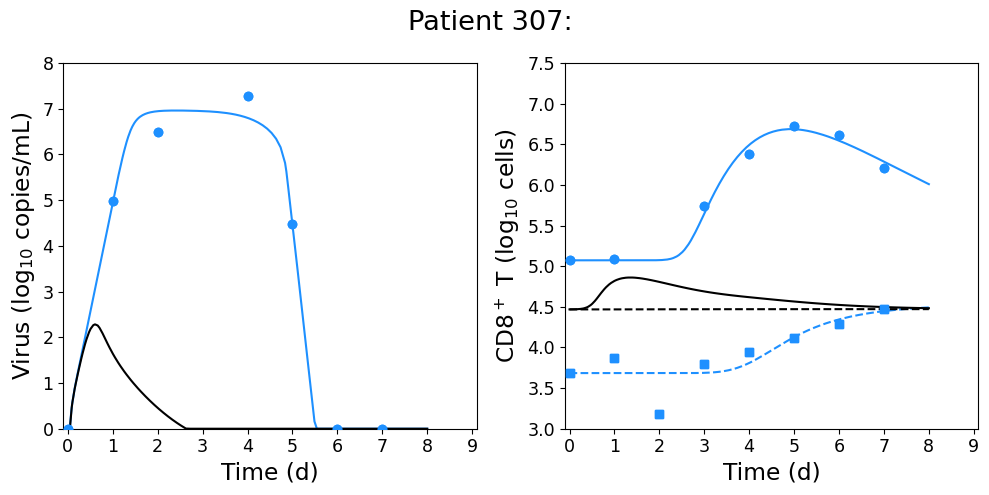 Patient 307:
Virus (log10 copies/mL)
8
7
6
5
4
3
2
1
0
0 1 2 3 4 5 6 7 8 9
Time (d)
CD8+ T (log10 cells)
7.5
7.0
6.5
6.0
5.5
5.0
4.5
4.0
3.5
3.0
0 1 2 3 4 5 6 7 8 9
Time (d)